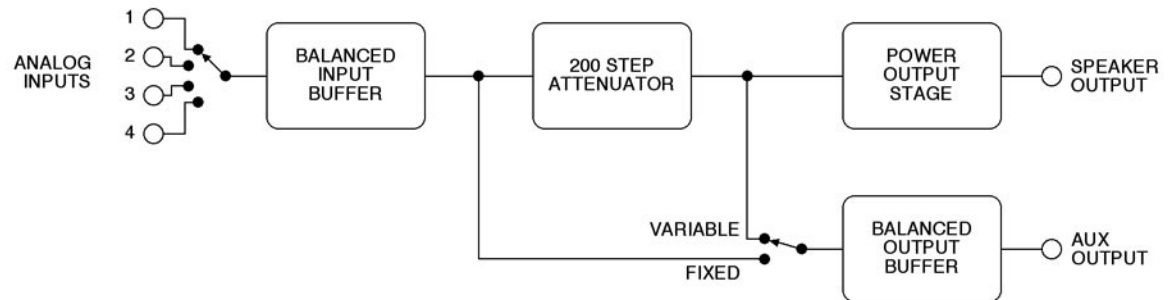 ANALOG
INPUTS
1
2
3
4
BALANCED
INPUT
BUFFER
200 STEP
ATTENUATOR
POWER
OUTPUT
STAGE
SPEAKER
OUTPUT
VARIABLE
FIXED
BALANCED
OUTPUT
BUFFER
AUX
OUTPUT